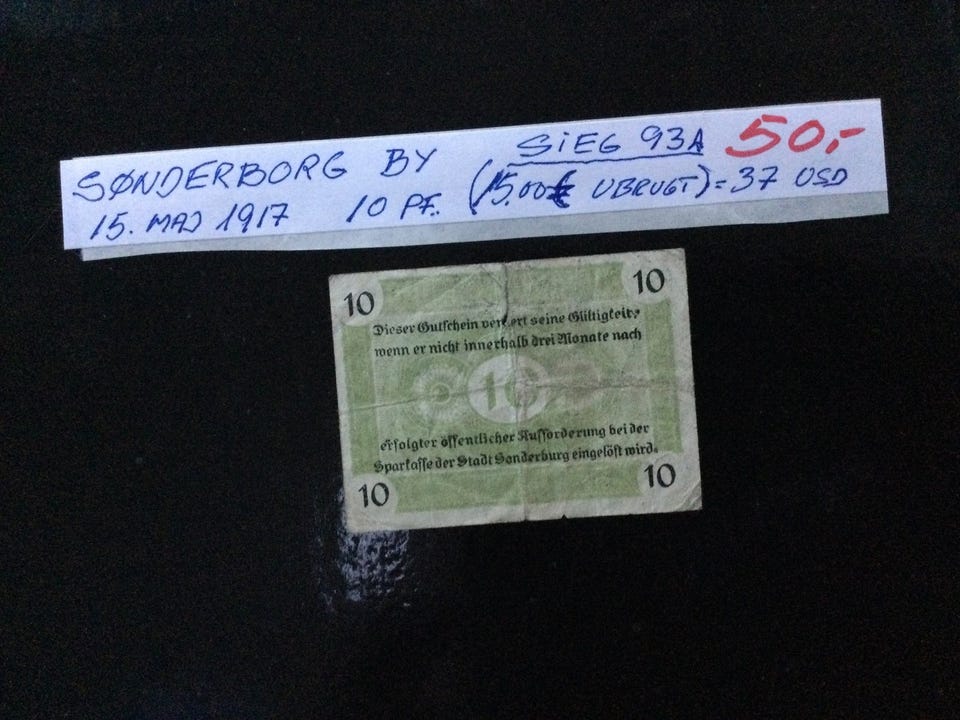 SØNDERBORG BY SIEG 93A 50,-
15. MAJ 1917 10 PF. (15.00€ UBRUGT) = 37 USD
10 10
Dieser Gutschein verliert seine Gültigkeit,
wenn er nicht innerhalb drei Monate nach
10
erfolgter öffentlicher Aufforderung bei der
Sparkasse der Stadt Sonderburg eingelöst wird.
10 10